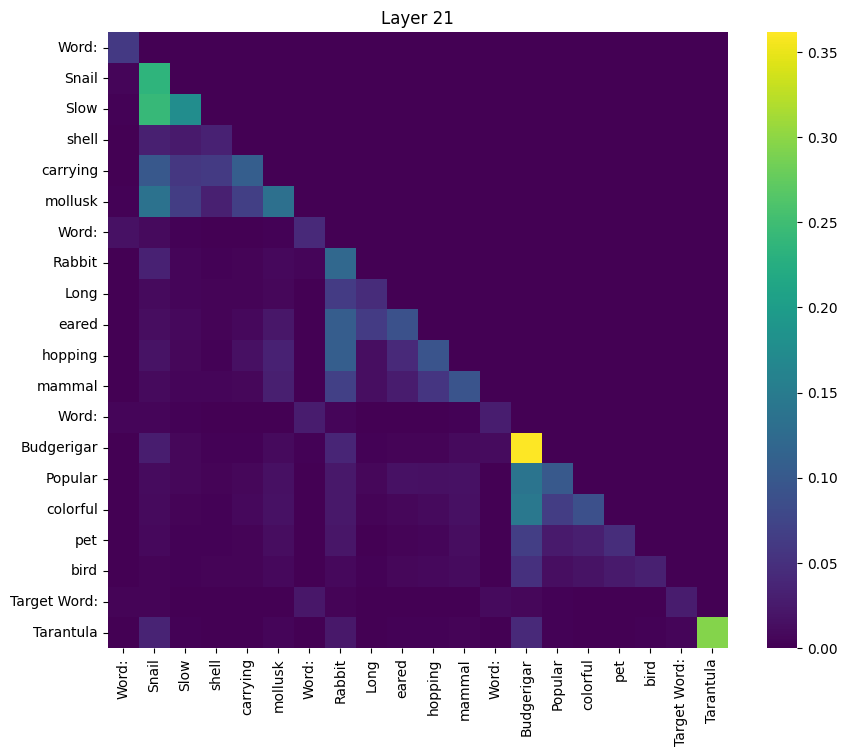 Layer 21
Word:
Snail
Slow
shell
carrying
mollusk
Word:
Rabbit
Long
eared
hopping
mammal
Word:
Budgerigar
Popular
colorful
pet
bird
Target Word:
Tarantula
0.35
0.30
0.25
0.20
0.15
0.10
0.05
0.00
Word:
Snail
Slow
shell
carrying
mollusk
Word:
Rabbit
Long
eared
hopping
mammal
Word:
Budgerigar
Popular
colorful
pet
bird
Target Word:
Tarantula